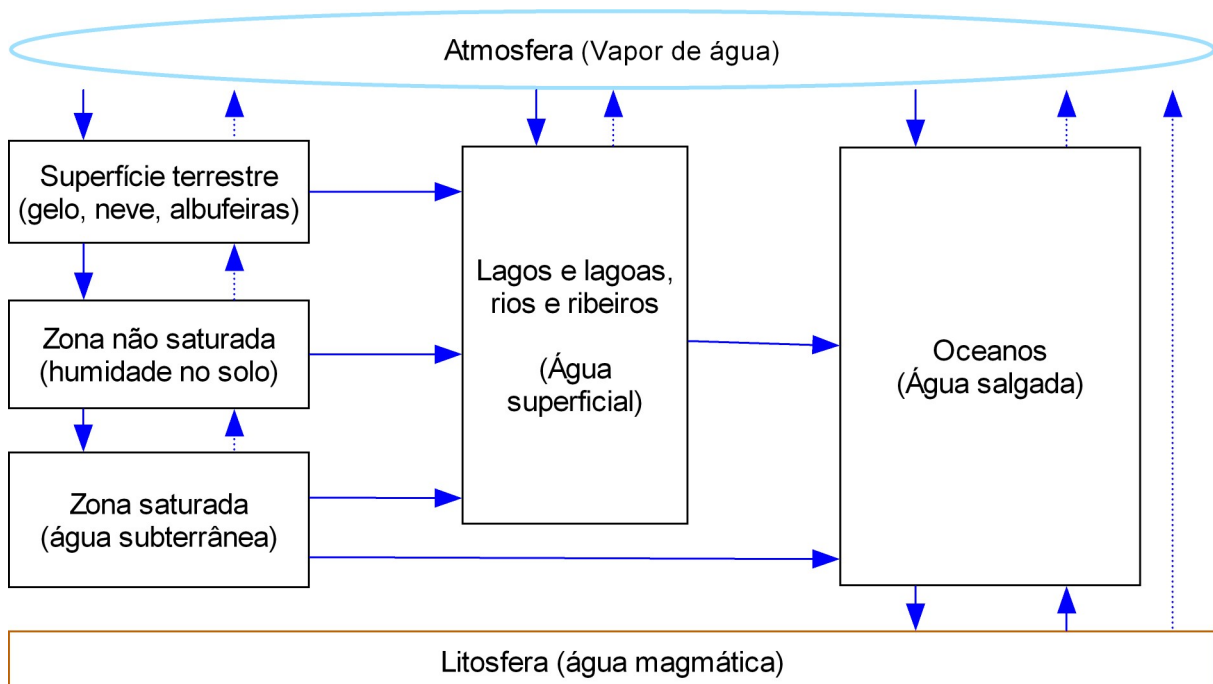 Atmosfera (Vapor de água)
Superfície terrestre
(gelo, neve, albufeiras)
Zona não saturada
(humidade no solo)
Zona saturada
(água subterrânea)
Lagos e lagoas,
rios e ribeiros
(Água
superficial)
Oceanos
(Água salgada)
Litosfera (água magmática)